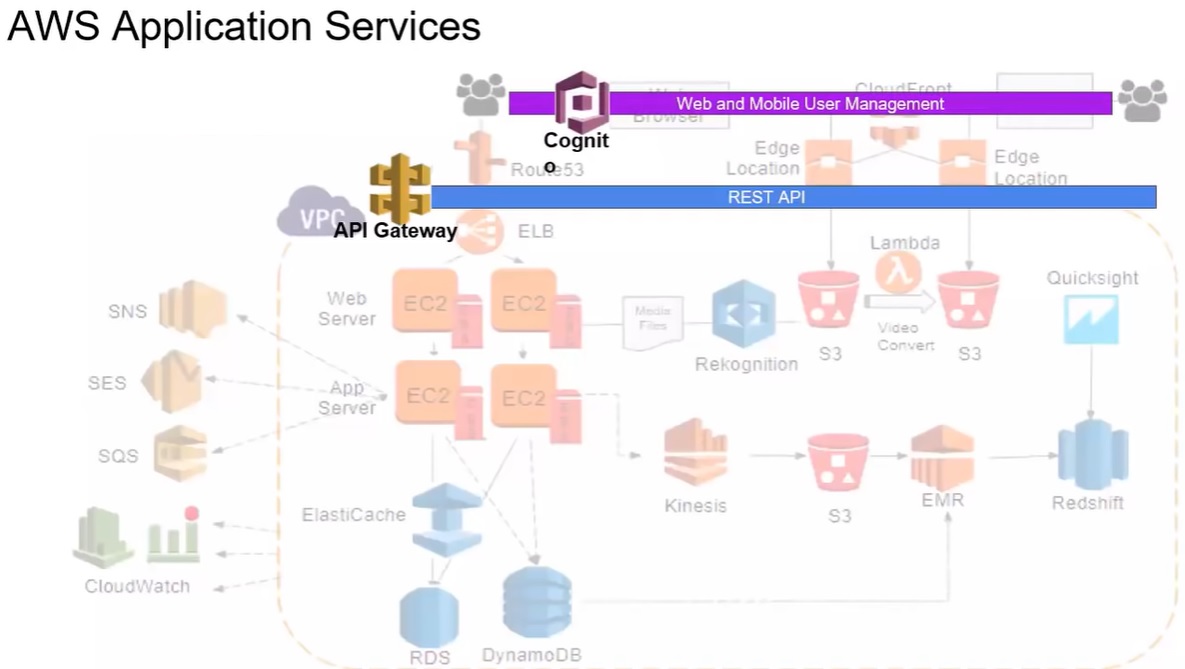 AWS Application Services
CloudFront
Web
Browser
Web and Mobile User Management
Cognit
o
Route53
Edge
Location
Edge
Location
REST API
VPC
API Gateway
ELB
Lambda
Quicksight
SNS
Web
Server
EC2
EC2
Media
Files
Rekognition
S3
Video
Convert
S3
SES
App
Server
EC2
EC2
SQS
Kinesis
S3
EMR
Redshift
ElastiCache
CloudWatch
RDS
DynamoDB